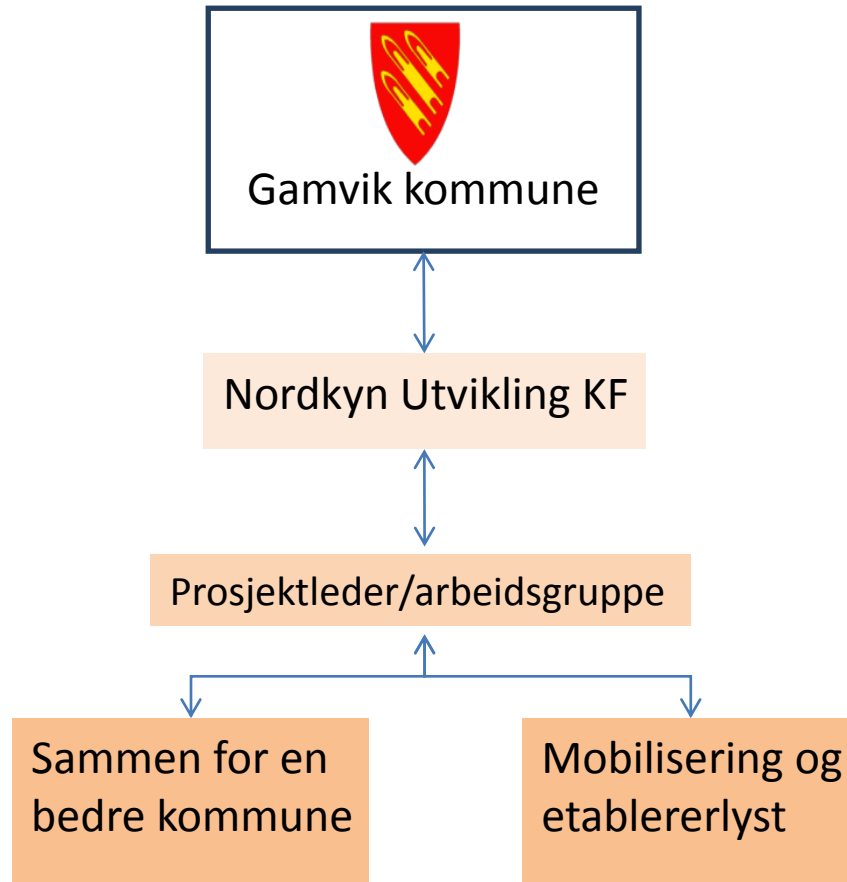 Gamvik kommune
Nordkyn Utvikling KF
Prosjektleder/arbeidsgruppe
Sammen for en
bedre kommune
Mobilisering og
etablererlyst